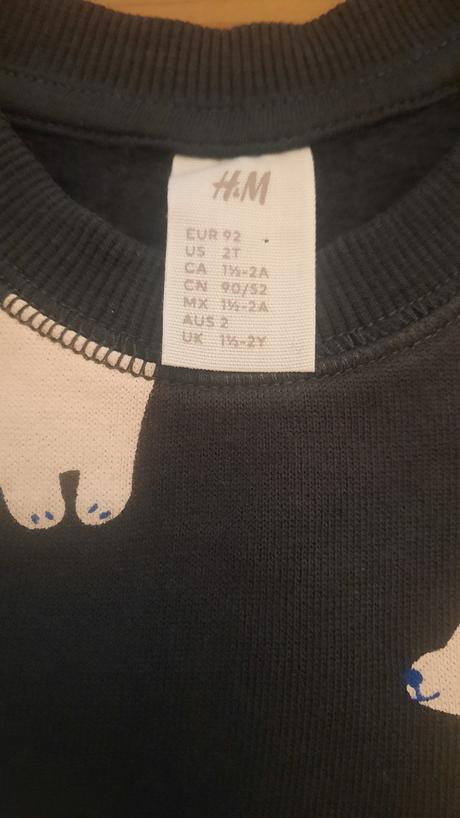 H&M
EUR 92
US 2T
CA 1½-2A
CN 90/52
MX 1½-2A
AUS 2
UK 1½-2Y